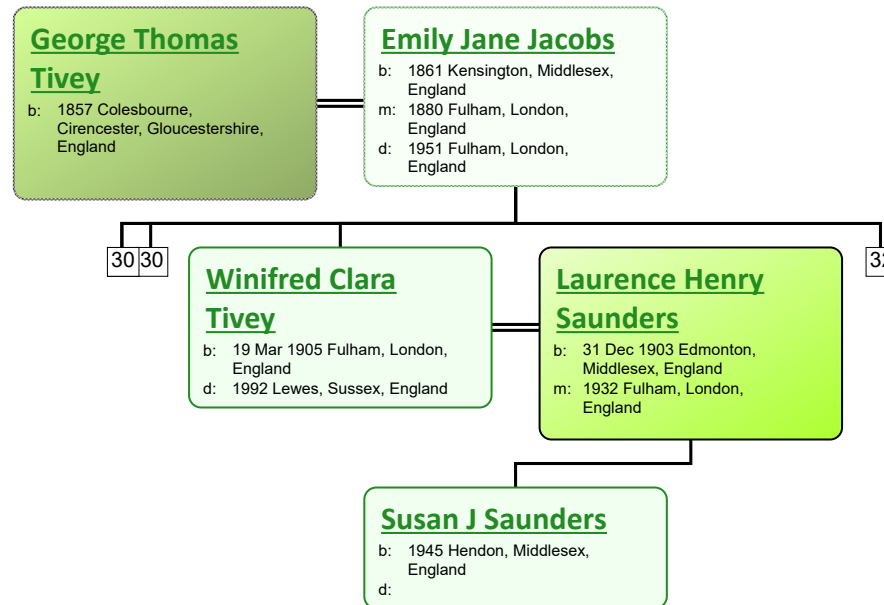 George Thomas
Tivey
b: 1857 Colesbourne,
Cirencester, Gloucestershire,
England
Emily Jane Jacobs
b: 1861 Kensington, Middlesex,
England
m: 1880 Fulham, London,
England
d: 1951 Fulham, London,
England
30 30
Winifred Clara
Tivey
b: 19 Mar 1905 Fulham, London,
England
d: 1992 Lewes, Sussex, England
Laurence Henry
Saunders
b: 31 Dec 1903 Edmonton,
Middlesex, England
m: 1932 Fulham, London,
England
Susan J Saunders
b: 1945 Hendon, Middlesex,
England
d: